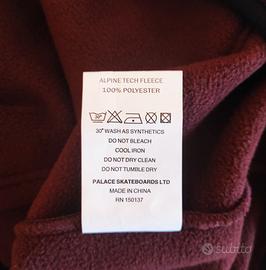 ALPINE TECH FLEECE
100% POLYESTER
30° WASH AS SYNTHETICS
DO NOT BLEACH
COOL IRON
DO NOT DRY CLEAN
DO NOT TUMBLE DRY
PALACE SKATEBOARDS LTD
MADE IN CHINA
RN 150137
subito